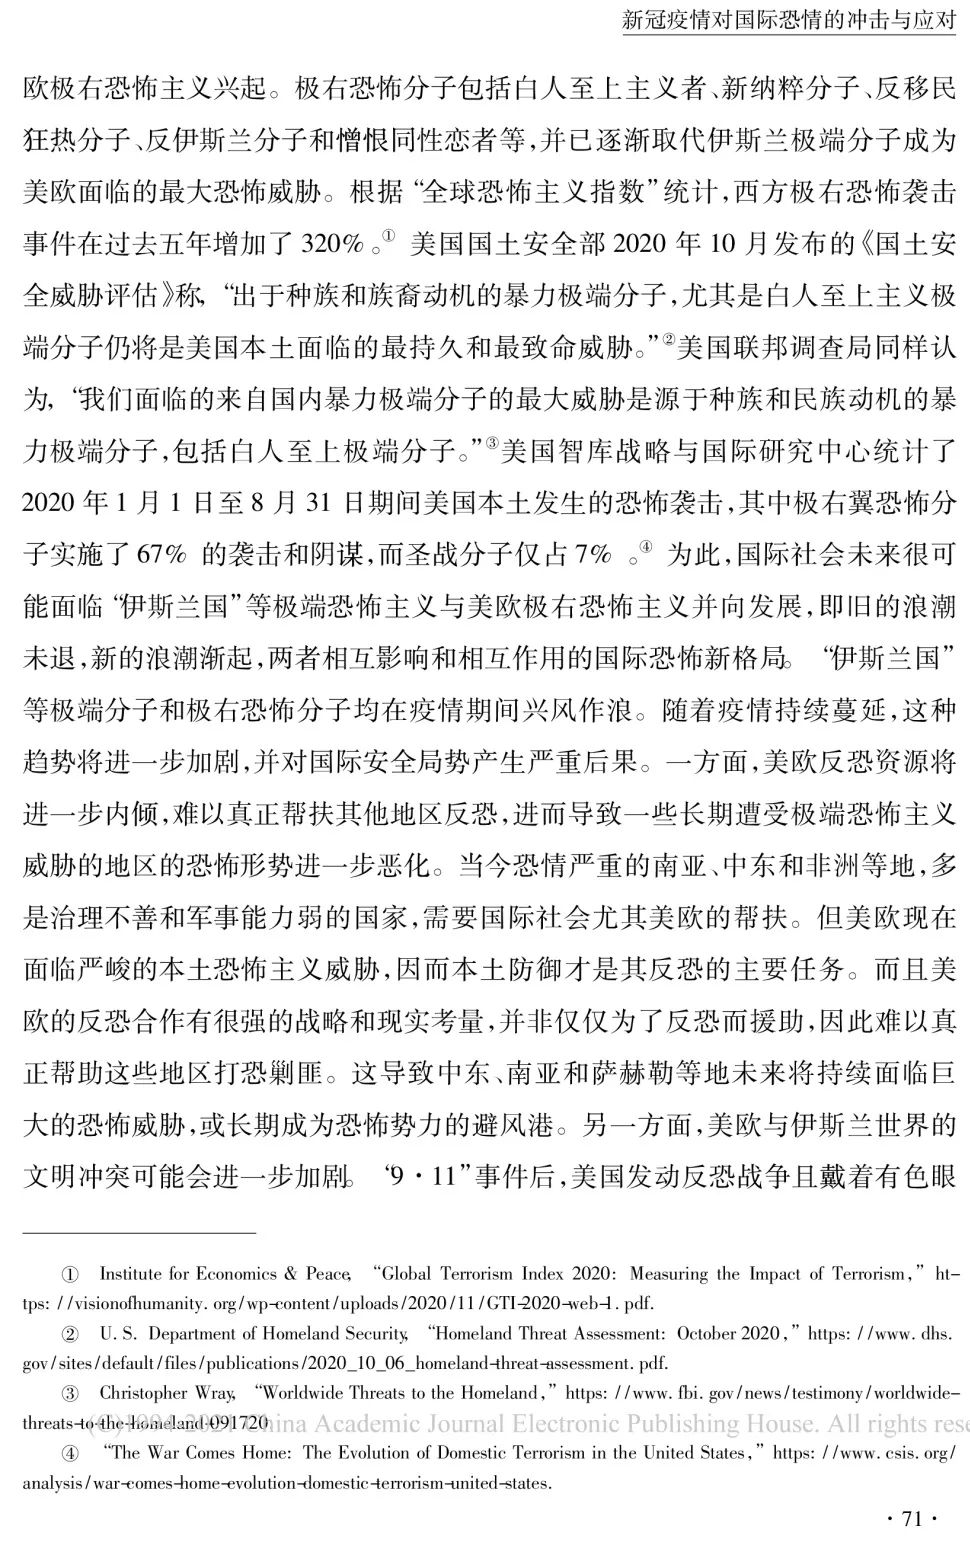 新冠疫情对国际恐情的冲击与应对
欧极右恐怖主义兴起。极右恐怖分子包括白人至上主义者、新纳粹分子、反移民
狂热分子、反伊斯兰分子和憎恨同性恋者等,并已逐渐取代伊斯兰极端分子成为
美欧面临的最大恐怖威胁。根据“全球恐怖主义指数”统计,西方极右恐怖袭击
事件在过去五年增加了320%。① 美国国土安全部2020年10月发布的《国土安
全威胁评估》称,“出于种族和族裔动机的暴力极端分子,尤其是白人至上主义极
端分子仍将是美国本土面临的最持久和最致命威胁。”②美国联邦调查局同样认
为,“我们面临的来自国内暴力极端分子的最大威胁是源于种族和民族动机的暴
力极端分子,包括白人至上极端分子。”③美国智库战略与国际研究中心统计了
2020年1月1日至8月31日期间美国本土发生的恐怖袭击,其中极右翼恐怖分
子实施了67% 的袭击和阴谋,而圣战分子仅占7% 。④ 为此,国际社会未来很可
能面临“伊斯兰国”等极端恐怖主义与美欧极右恐怖主义并向发展,即旧的浪潮
未退,新的浪潮渐起,两者相互影响和相互作用的国际恐怖新格局。“伊斯兰国”
等极端分子和极右恐怖分子均在疫情期间兴风作浪。随着疫情持续蔓延,这种
趋势将进一步加剧,并对国际安全局势产生严重后果。一方面,美欧反恐资源将
进一步内倾,难以真正帮扶其他地区反恐,进而导致一些长期遭受极端恐怖主义
威胁的地区的恐怖形势进一步恶化。当今恐情严重的南亚、中东和非洲等地,多
是治理不善和军事能力弱的国家,需要国际社会尤其美欧的帮扶。但美欧现在
面临严峻的本土恐怖主义威胁,因而本土防御才是其反恐的主要任务。而且美
欧的反恐合作有很强的战略和现实考量,并非仅仅为了反恐而援助,因此难以真
正帮助这些地区打恐剿匪。这导致中东、南亚和萨赫勒等地未来将持续面临巨
大的恐怖威胁,或长期成为恐怖势力的避风港。另一方面,美欧与伊斯兰世界的
文明冲突可能会进一步加剧。“9·11”事件后,美国发动反恐战争且戴着有色眼
① Institute for Economics & Peace, “Global Terrorism Index 2020: Measuring the Impact of Terrorism,” ht-
tps: //visionofhumanity. org/wp-content/uploads/2020/11/GTI-2020-web-1. pdf.
② U. S. Department of Homeland Security, “Homeland Threat Assessment: October 2020,” https: //www. dhs.
gov/sites/default/files/publications/2020_10_06_homeland-threat-assessment. pdf.
③ Christopher Wray, “Worldwide Threats to the Homeland,” https: //www. fbi. gov/news/testimony/worldwide-
threats-to-the-homeland-091720.
(C)1994-2021 China Academic Journal Electronic Publishing House. All rights rese
④ “The War Comes Home: The Evolution of Domestic Terrorism in the United States,” https: //www. csis. org/
analysis/war-comes-home-evolution-domestic-terrorism-united-states.
·71·